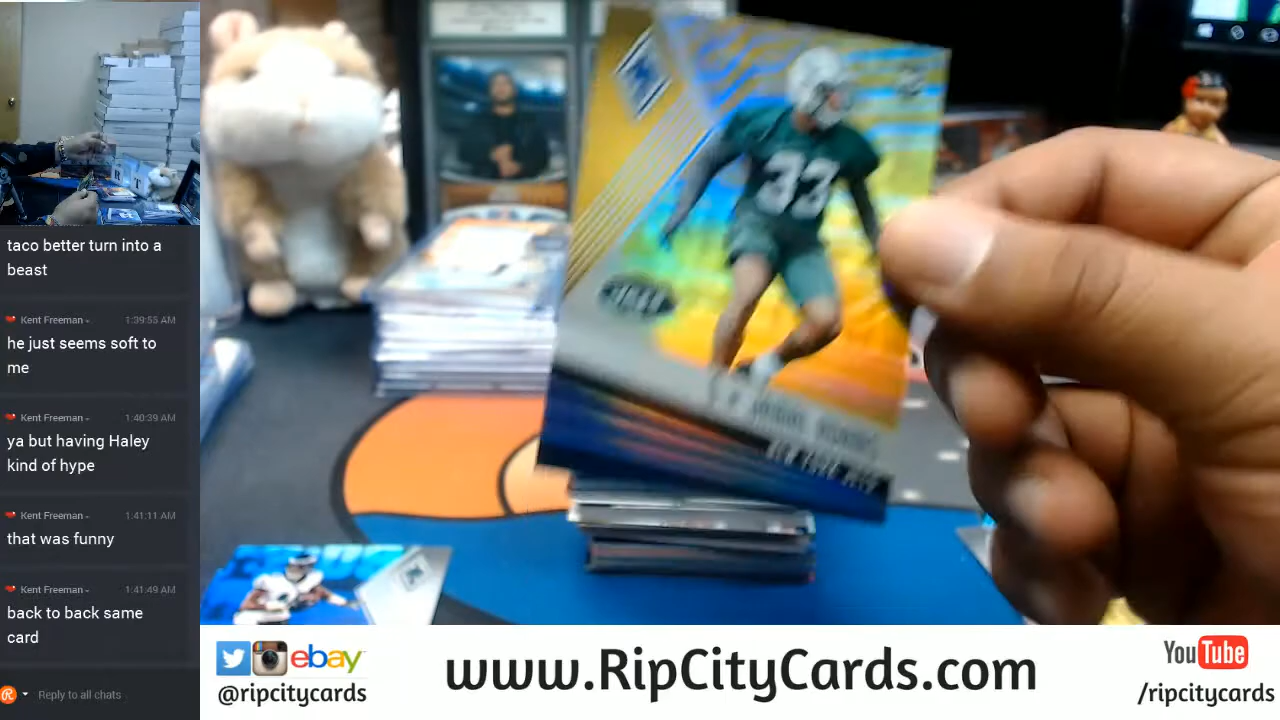 taco better turn into a
beast
Kent Freeman
1:39:55 AM
he just seems soft to
me
Kent Freeman
1:40:39 AM
ya but having Haley
kind of hype
Kent Freeman
1:41:11 AM
that was funny
Kent Freeman
1:41:49 AM
back to back same
card
Reply to all chats
33
NEW YORK JETS
ebay
@ripcitycards
www.RipCityCards.com
YouTube
/ripcitycards